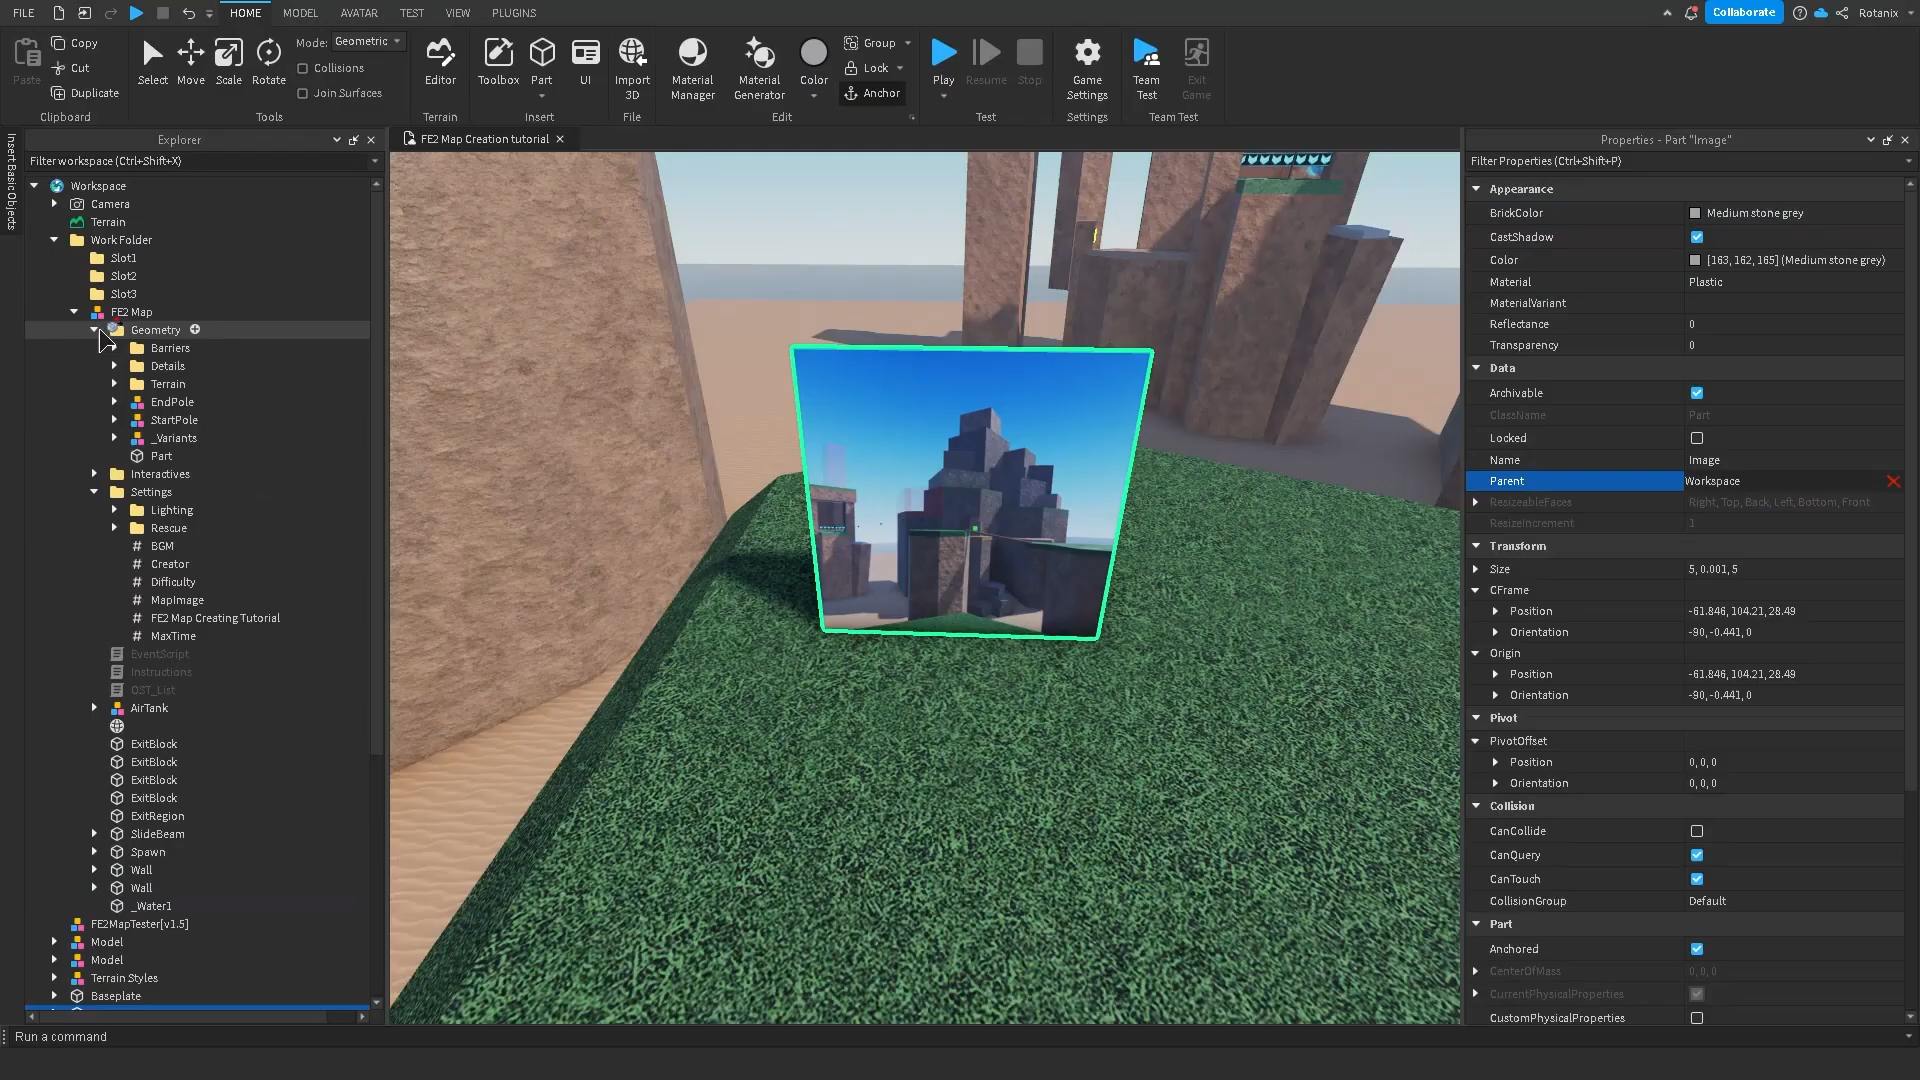 FILE
HOME
MODEL
AVATAR
TEST
VIEW
PLUGINS
Collaborate
Rotanix
Paste
Copy
Cut
Duplicate
Clipboard
Select
Move
Scale
Rotate
Mode: Geometric
Collisions
Join Surfaces
Tools
Editor
Terrain
Toolbox
Part
UI
Insert
Import
3D
File
Material
Manager
Material
Generator
Color
Group
Lock
Anchor
Edit
Play
Resume
Stop
Test
Game
Settings
Settings
Team
Test
Exit
Game
Team Test
Insert Basic Objects
Explorer
Filter workspace (Ctrl+Shift+X)
Workspace
Camera
Terrain
Work Folder
Slot1
Slot2
Slot3
FE2 Map
Geometry
Barriers
Details
Terrain
EndPole
StartPole
_Variants
Part
Interactives
Settings
Lighting
Rescue
BGM
Creator
Difficulty
MapImage
FE2 Map Creating Tutorial
MaxTime
EventScript
Instructions
OST_List
AirTank
ExitBlock
ExitBlock
ExitBlock
ExitBlock
ExitRegion
SlideBeam
Spawn
Wall
Wall
_Water1
FE2MapTester[v1.5]
Model
Model
Terrain Styles
Baseplate
FE2 Map Creation tutorial
Properties - Part "Image"
Filter Properties (Ctrl+Shift+P)
Appearance
BrickColor Medium stone grey
CastShadow
Color [163, 162, 165] (Medium stone grey)
Material Plastic
MaterialVariant
Reflectance 0
Transparency 0
Data
Archivable
ClassName Part
Locked
Name Image
Parent Workspace
ResizeableFaces Right, Top, Back, Left, Bottom, Front
ResizeIncrement 1
Transform
Size 5, 0.001, 5
CFrame
Position -61.846, 104.21, 28.49
Orientation -90, -0.441, 0
Origin
Position -61.846, 104.21, 28.49
Orientation -90, -0.441, 0
Pivot
PivotOffset
Position 0, 0, 0
Orientation 0, 0, 0
Collision
CanCollide
CanQuery
CanTouch
CollisionGroup Default
Part
Anchored
CenterOfMass 0, 0, 0
CurrentPhysicalProperties
CustomPhysicalProperties
Run a command